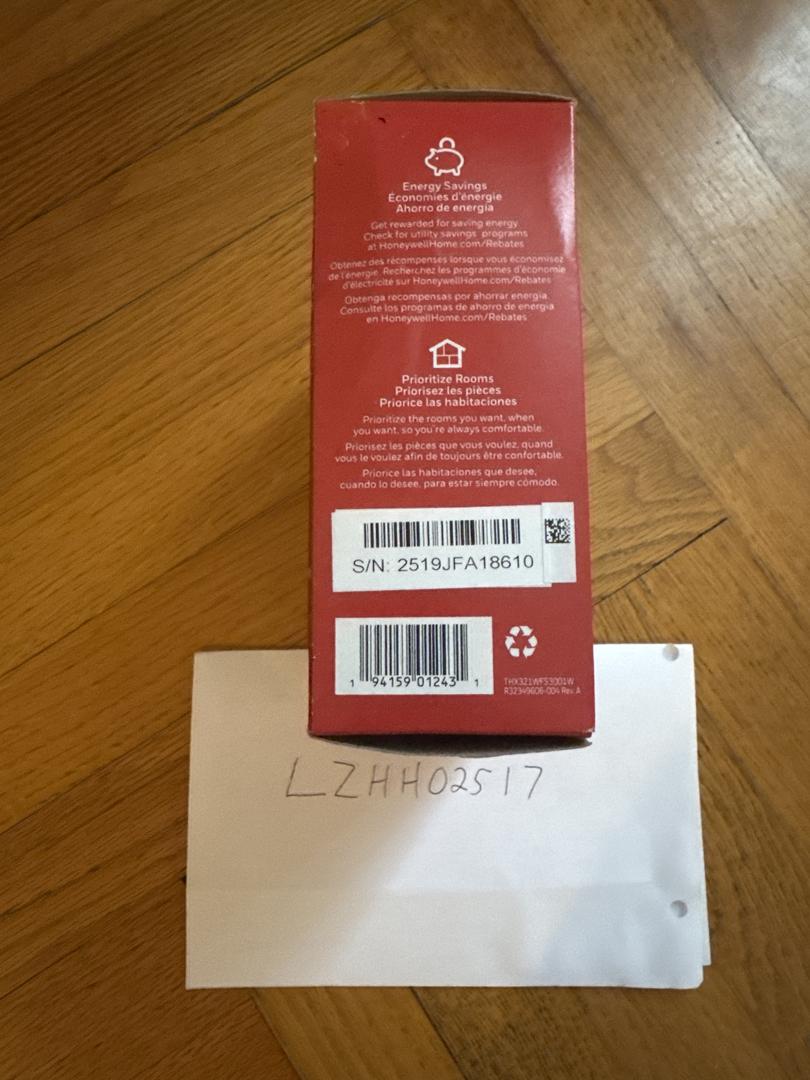 Energy Savings
Économies d'énergie
Ahorro de energía
Get rewarded for saving energy.
Check for utility savings programs
at HoneywellHome.com/Rebates
Obtenez des récompenses lorsque vous économisez
de l'énergie. Recherchez les programmes d'économie
d'électricité sur HoneywellHome.com/Rebates
Obtenga recompensas por ahorrar energía.
Consulte los programas de ahorro de energía
en HoneywellHome.com/Rebates
Prioritize Rooms
Priorisez les pièces
Priorice las habitaciones
Prioritize the rooms you want, when
you want, so you're always comfortable.
Priorisez les pièces que vous voulez, quand
vous le voulez afin de toujours être confortable.
Priorice las habitaciones que desee,
cuando lo desee, para estar siempre cómodo.
S/N: 2519JFA18610
1 94159 01243 1
THX321WFS3001W
R32349606-004 Rev.A
LZHH02517